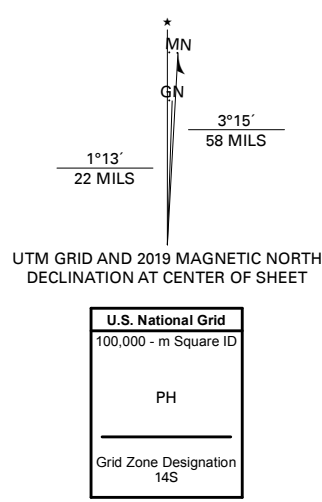 ★
MN
GN
3°15´
58 MILS
1°13´
22 MILS
UTM GRID AND 2019 MAGNETIC NORTH
DECLINATION AT CENTER OF SHEET
U.S. National Grid
100,000 - m Square ID
PH
Grid Zone Designation
14S